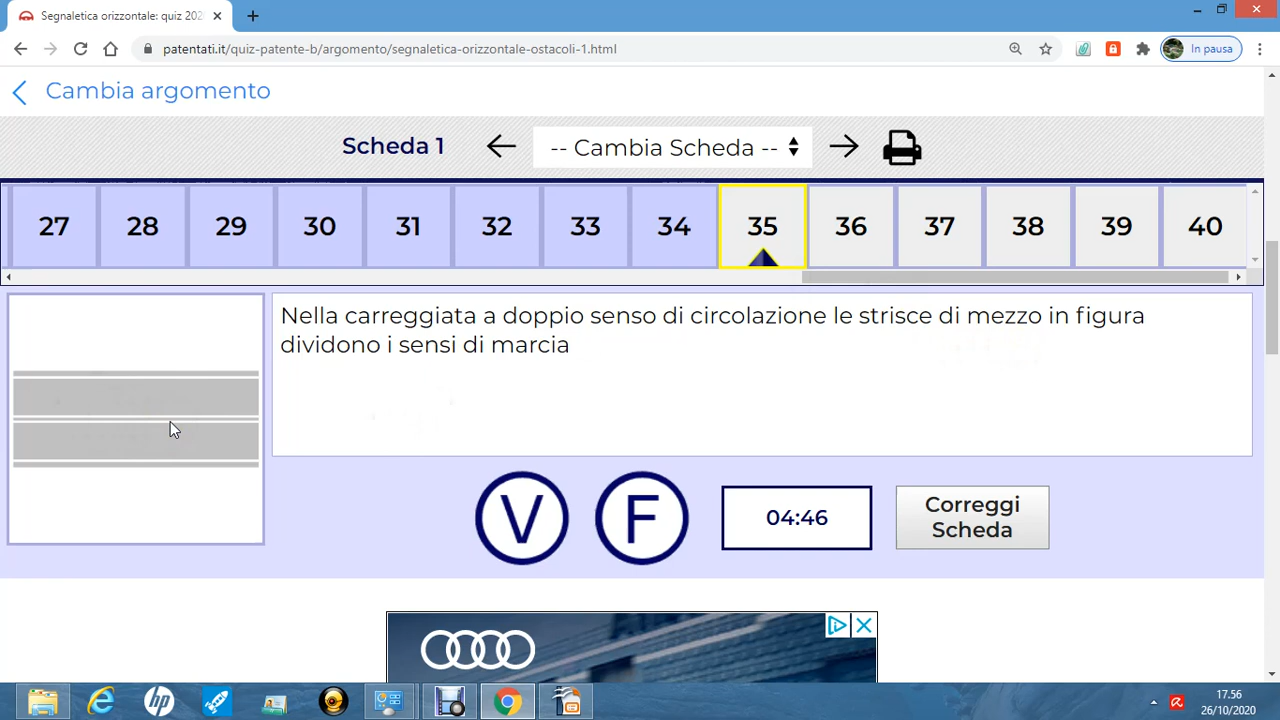 Segnaletica orizzontale: quiz 202
patentati.it/quiz-patente-b/argomento/segnaletica-orizzontale-ostacoli-1.html
In pausa
Cambia argomento
Scheda 1
-- Cambia Scheda --
27 28 29 30 31 32 33 34 35 36 37 38 39 40
Nella carreggiata a doppio senso di circolazione le strisce di mezzo in figura
dividono i sensi di marcia
V F 04:46 Correggi
Scheda
17.56
26/10/2020